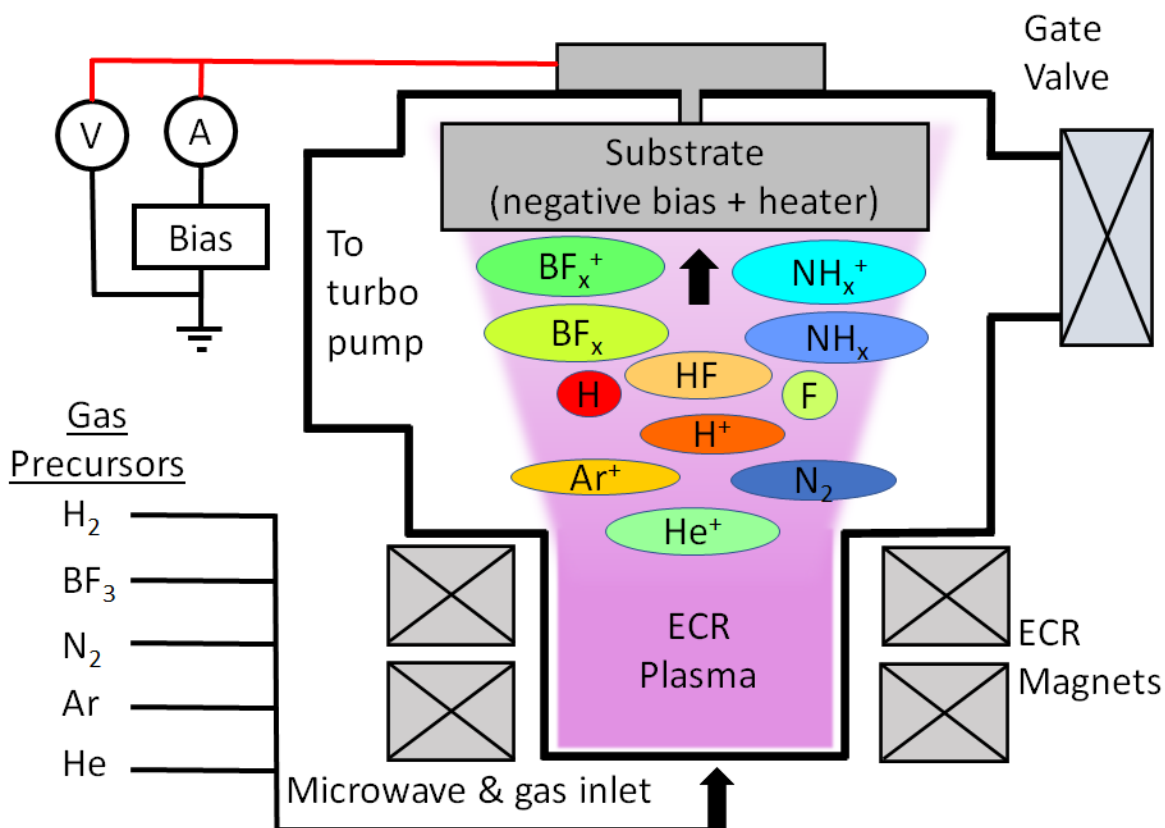 Gate
Valve
V
A
Bias
Substrate
(negative bias + heater)
To
turbo
pump
BFₓ⁺
NHₓ⁺
BFₓ
NHₓ
HF
H
F
H⁺
Ar⁺
N₂
He⁺
Gas
Precursors
H₂
BF₃
N₂
Ar
He
ECR
Plasma
ECR
Magnets
Microwave & gas inlet